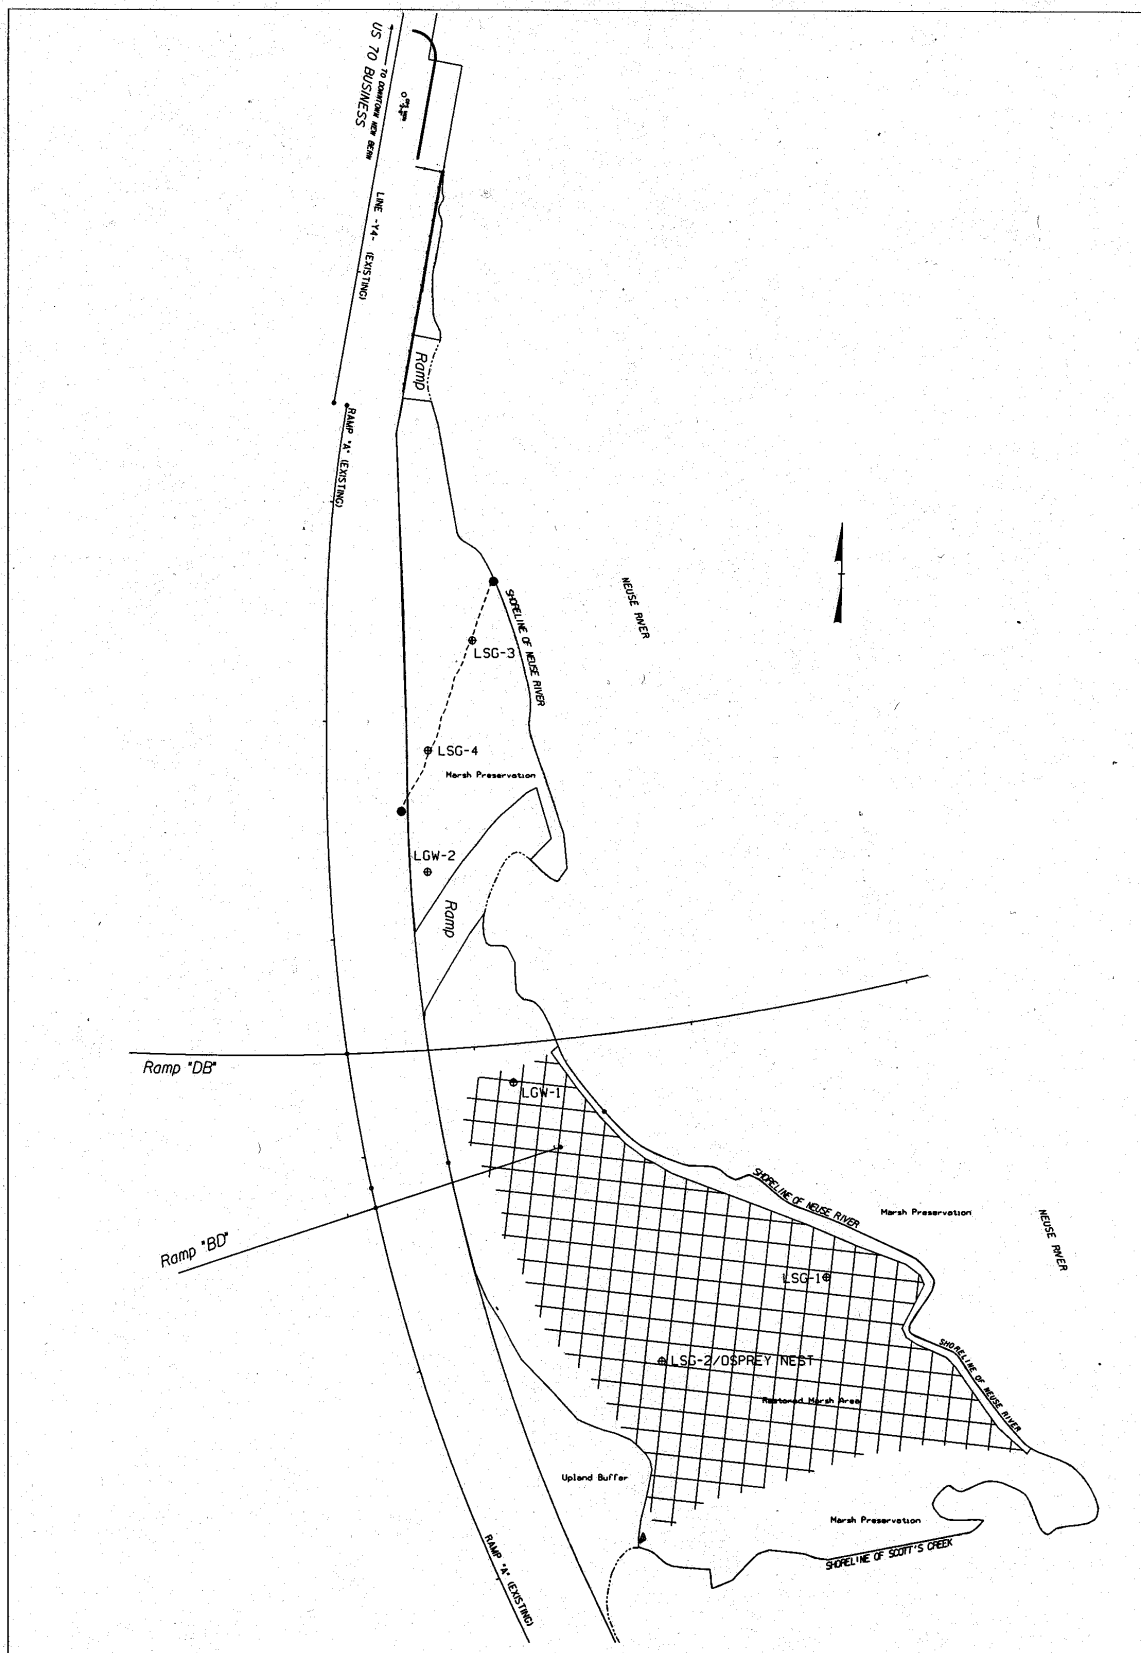 TO DOWNTOWN NEW BERN
US 70 BUSINESS
LINE -Y4- (EXISTING)
Ramp
RAMP "A" (EXISTING)
NEUSE RIVER
SHORELINE OF NEUSE RIVER
LSG-3
LSG-4
Marsh Preservation
LGW-2
Ramp
Ramp "DB"
LGW-1
SHORELINE OF NEUSE RIVER
Marsh Preservation
NEUSE RIVER
Ramp "BD"
LSG-1
LSG-2/OSPREY NEST
SHORELINE OF NEUSE RIVER
Restored Marsh Area
Upland Buffer
Marsh Preservation
SHORELINE OF SCOTT'S CREEK
RAMP "A" (EXISTING)